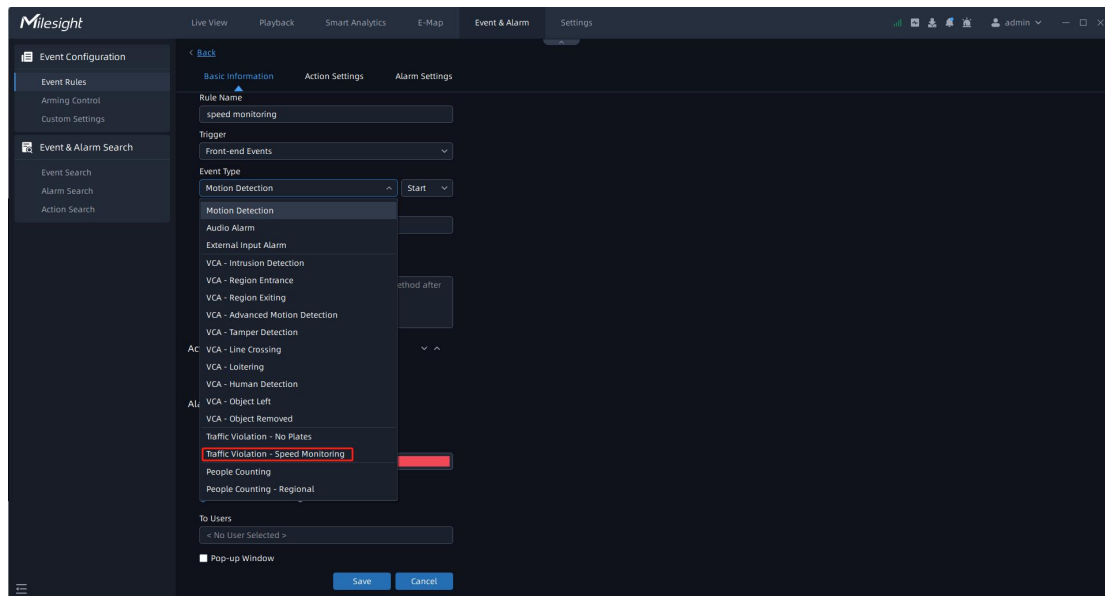 Milesight
Live View Playback Smart Analytics E-Map Event & Alarm Settings admin
Event Configuration
Event Rules
Arming Control
Custom Settings
Event & Alarm Search
Event Search
Alarm Search
Action Search
< Back
Basic Information Action Settings Alarm Settings
Rule Name
speed monitoring
Trigger
Front-end Events
Event Type
Motion Detection Start
Motion Detection
Audio Alarm
External Input Alarm
VCA - Intrusion Detection
VCA - Region Entrance
ethod after
VCA - Region Exiting
VCA - Advanced Motion Detection
VCA - Tamper Detection
Ac
VCA - Line Crossing
VCA - Loitering
VCA - Human Detection
Ala
VCA - Object Left
VCA - Object Removed
Traffic Violation - No Plates
Traffic Violation - Speed Monitoring
People Counting
People Counting - Regional
To Users
< No User Selected >
Pop-up Window
Save Cancel